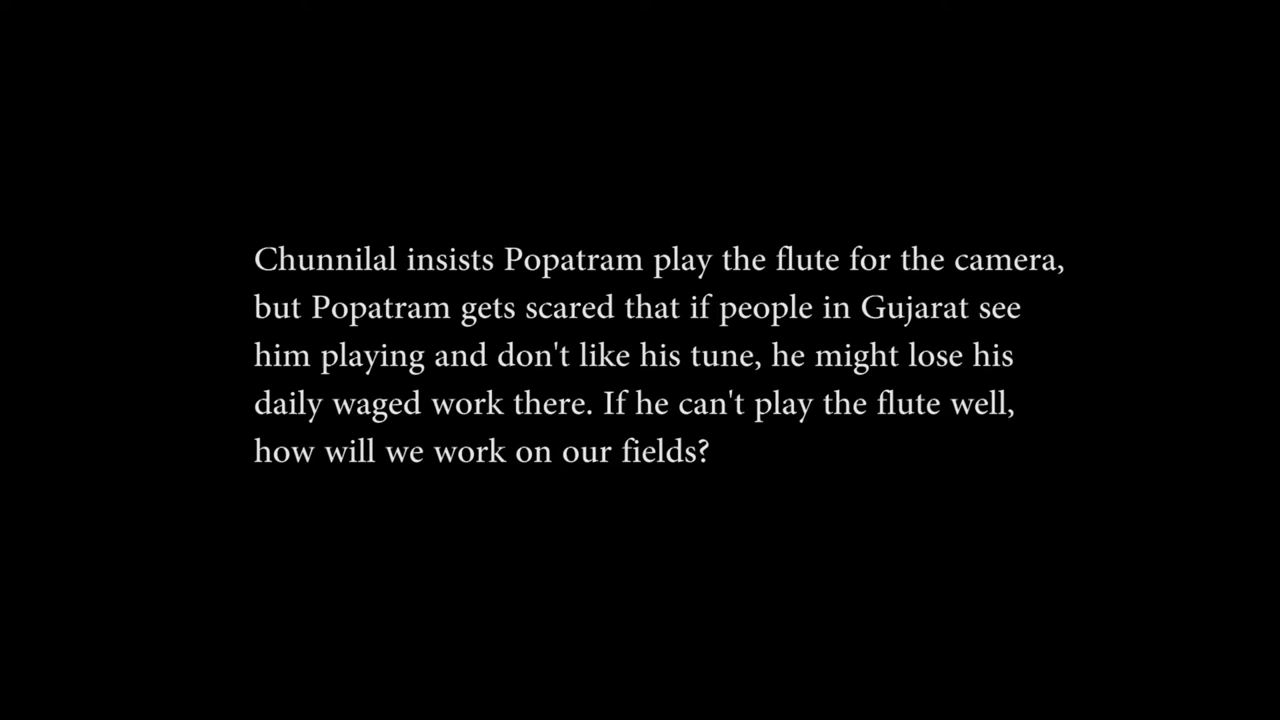 Chunnilal insists Popatram play the flute for the camera,
but Popatram gets scared that if people in Gujarat see
him playing and don't like his tune, he might lose his
daily waged work there. If he can't play the flute well,
how will we work on our fields?